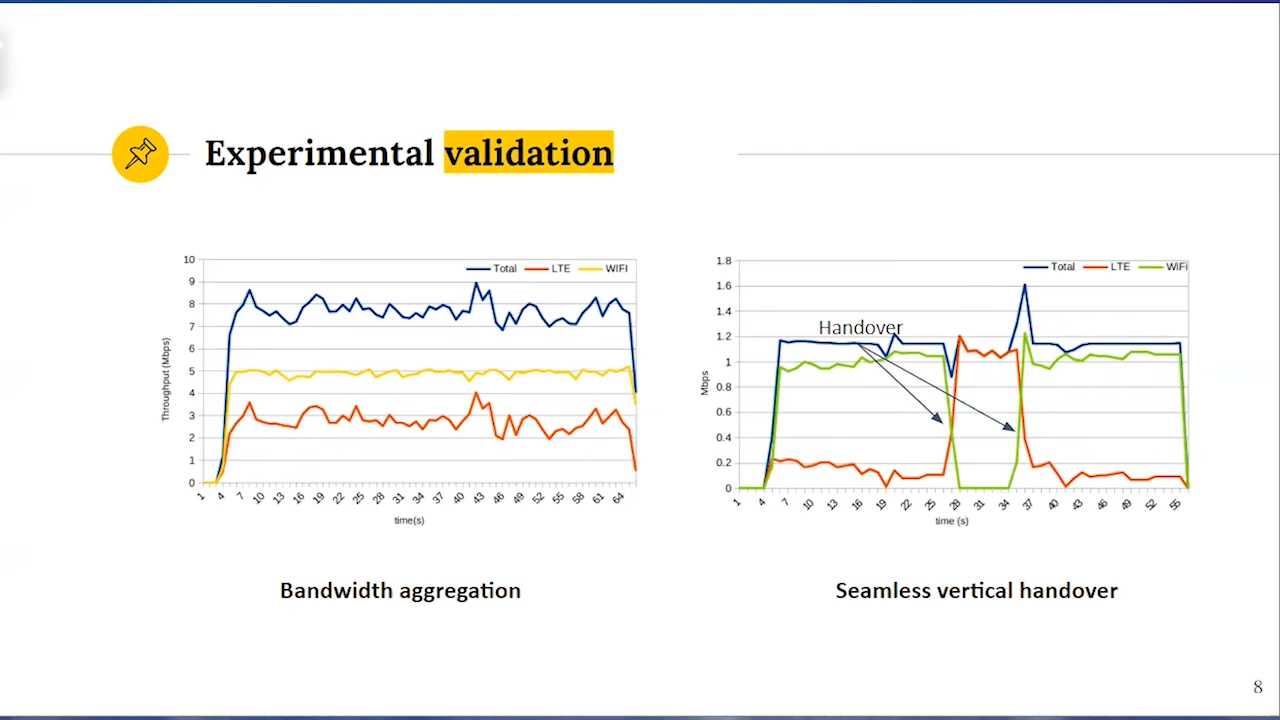 Experimental validation
10
9
8
7
6
5
4
3
2
1
0
Throughput (Mbps)
Total LTE WIFI
1 4 7 10 13 16 19 22 25 28 31 34 37 40 43 46 49 52 55 58 61 64
time(s)
Bandwidth aggregation
1.8
1.6
1.4
1.2
1
0.8
0.6
0.4
0.2
0
Mbps
Total LTE WiFi
Handover
1 4 7 10 13 16 19 22 25 28 31 34 37 40 43 46 49 52 55
time (s)
Seamless vertical handover
8